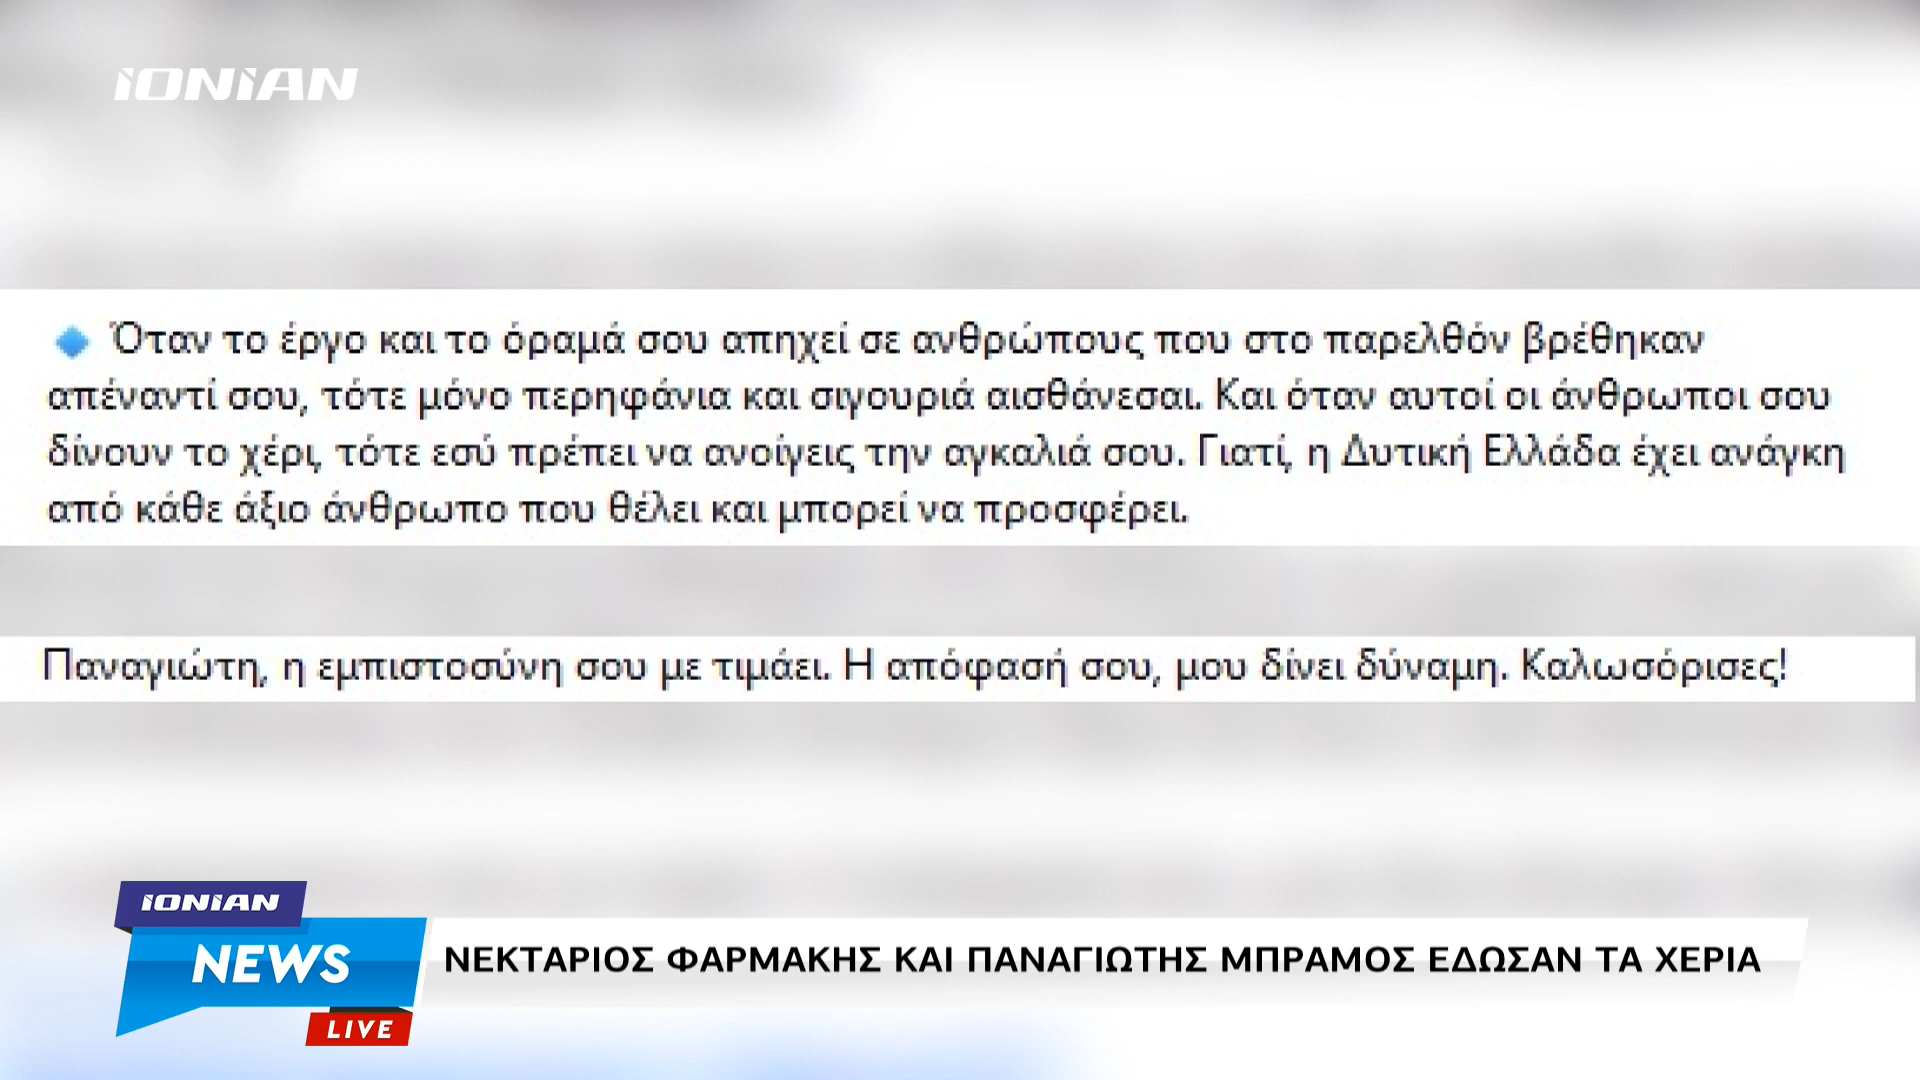 IONIAN
Όταν το έργο και το όραμά σου απηχεί σε ανθρώπους που στο παρελθόν βρέθηκαν
απέναντί σου, τότε μόνο περηφάνια και σιγουριά αισθάνεσαι. Και όταν αυτοί οι άνθρωποι σου
δίνουν το χέρι, τότε εσύ πρέπει να ανοίγεις την αγκαλιά σου. Γιατί, η Δυτική Ελλάδα έχει ανάγκη
από κάθε άξιο άνθρωπο που θέλει και μπορεί να προσφέρει.
Παναγιώτη, η εμπιστοσύνη σου με τιμάει. Η απόφασή σου, μου δίνει δύναμη. Καλωσόρισες!
IONIAN
NEWS
LIVE
ΝΕΚΤΑΡΙΟΣ ΦΑΡΜΑΚΗΣ ΚΑΙ ΠΑΝΑΓΙΩΤΗΣ ΜΠΡΑΜΟΣ ΕΔΩΣΑΝ ΤΑ ΧΕΡΙΑ